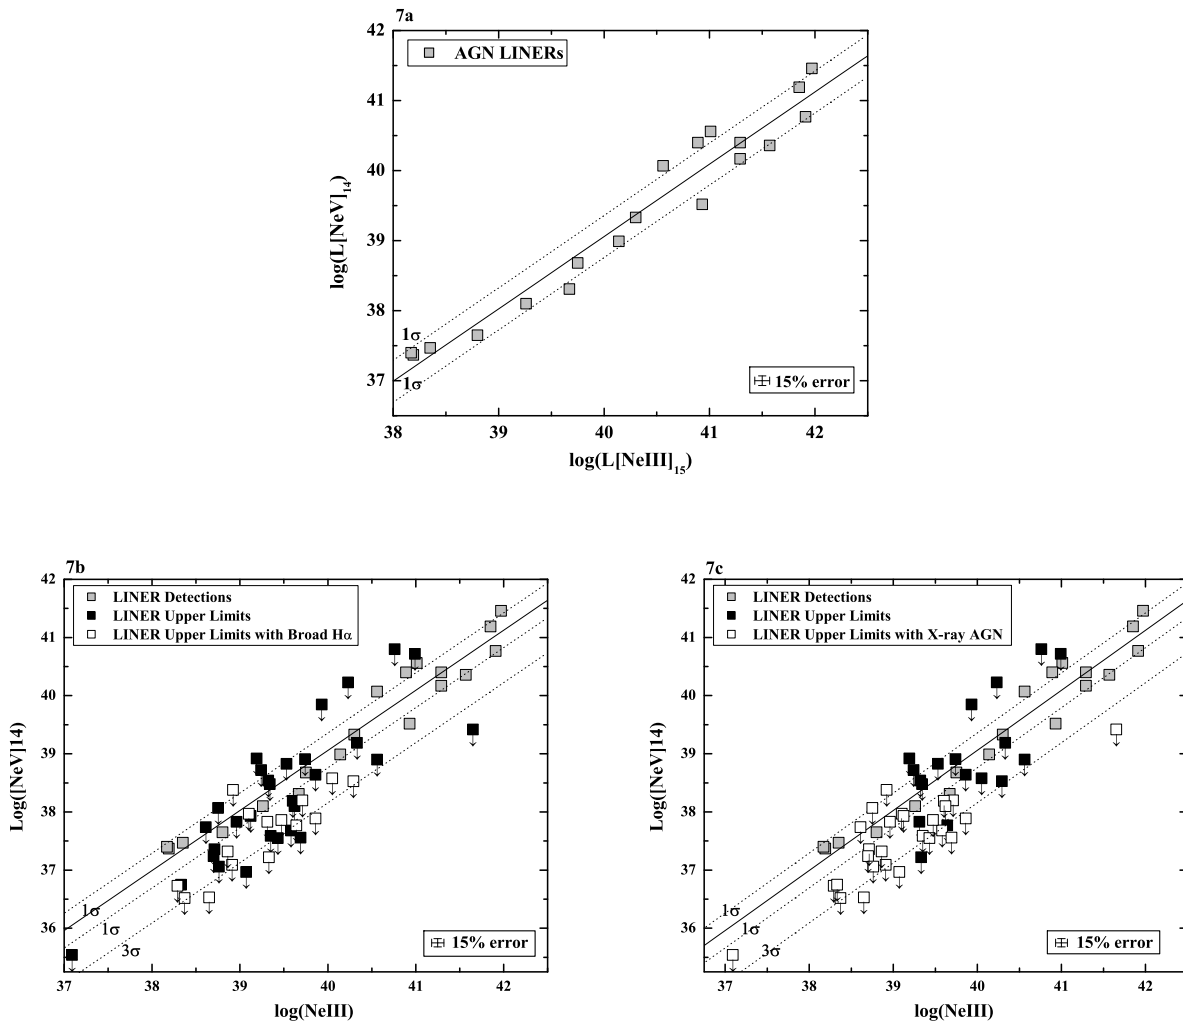 7a
42
41
40
39
38
37
log(L[NeV]14)
AGN LINERs
1σ
1σ
15% error
38 39 40 41 42
log(L[NeIII]15)
7b
42
41
40
39
38
37
36
Log([NeV]14)
LINER Detections
LINER Upper Limits
LINER Upper Limits with Broad Hα
1σ
1σ
3σ
15% error
37 38 39 40 41 42
log(NeIII)
7c
42
41
40
39
38
37
36
Log([NeV]14)
LINER Detections
LINER Upper Limits
LINER Upper Limits with X-ray AGN
1σ
1σ
3σ
15% error
37 38 39 40 41 42
log(NeIII)